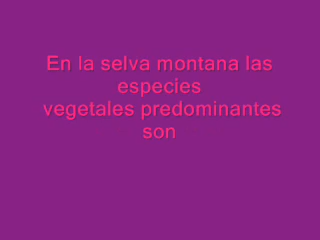 En la selva montana las
especies
vegetales predominantes
son